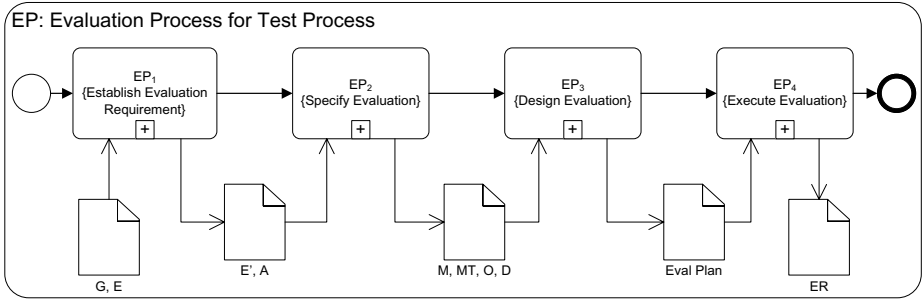 EP: Evaluation Process for Test Process
EP₁
{Establish Evaluation
Requirement}
+
EP₂
{Specify Evaluation}
+
EP₃
{Design Evaluation}
+
EP₄
{Execute Evaluation}
+
G, E
E', A
M, MT, O, D
Eval Plan
ER